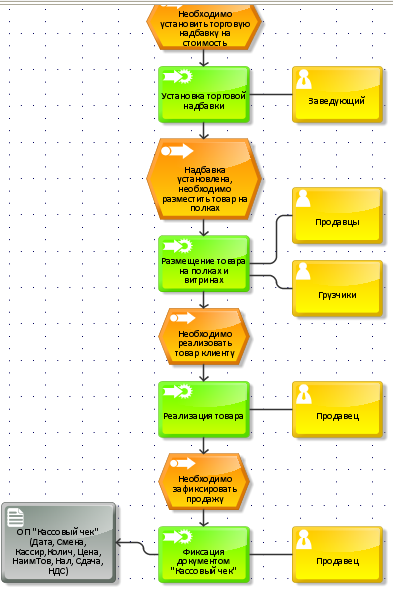 Необходимо
установить торговую
надбавку на
стоимость
Установка торговой
надбавки
Заведующий
Надбавка
установлена,
необходимо
разместить товар на
полках
Продавцы
Размещение товара
на полках и
витринах
Грузчики
Необходимо
реализовать
товар клиенту
Реализация товара
Продавец
Необходимо
зафиксировать
продажу
ОП "Кассовый чек"
(Дата, Смена,
Кассир,Колич, Цена,
НаимТов, Нал, Сдача,
НДС)
Фиксация
документом
"Кассовый чек"
Продавец